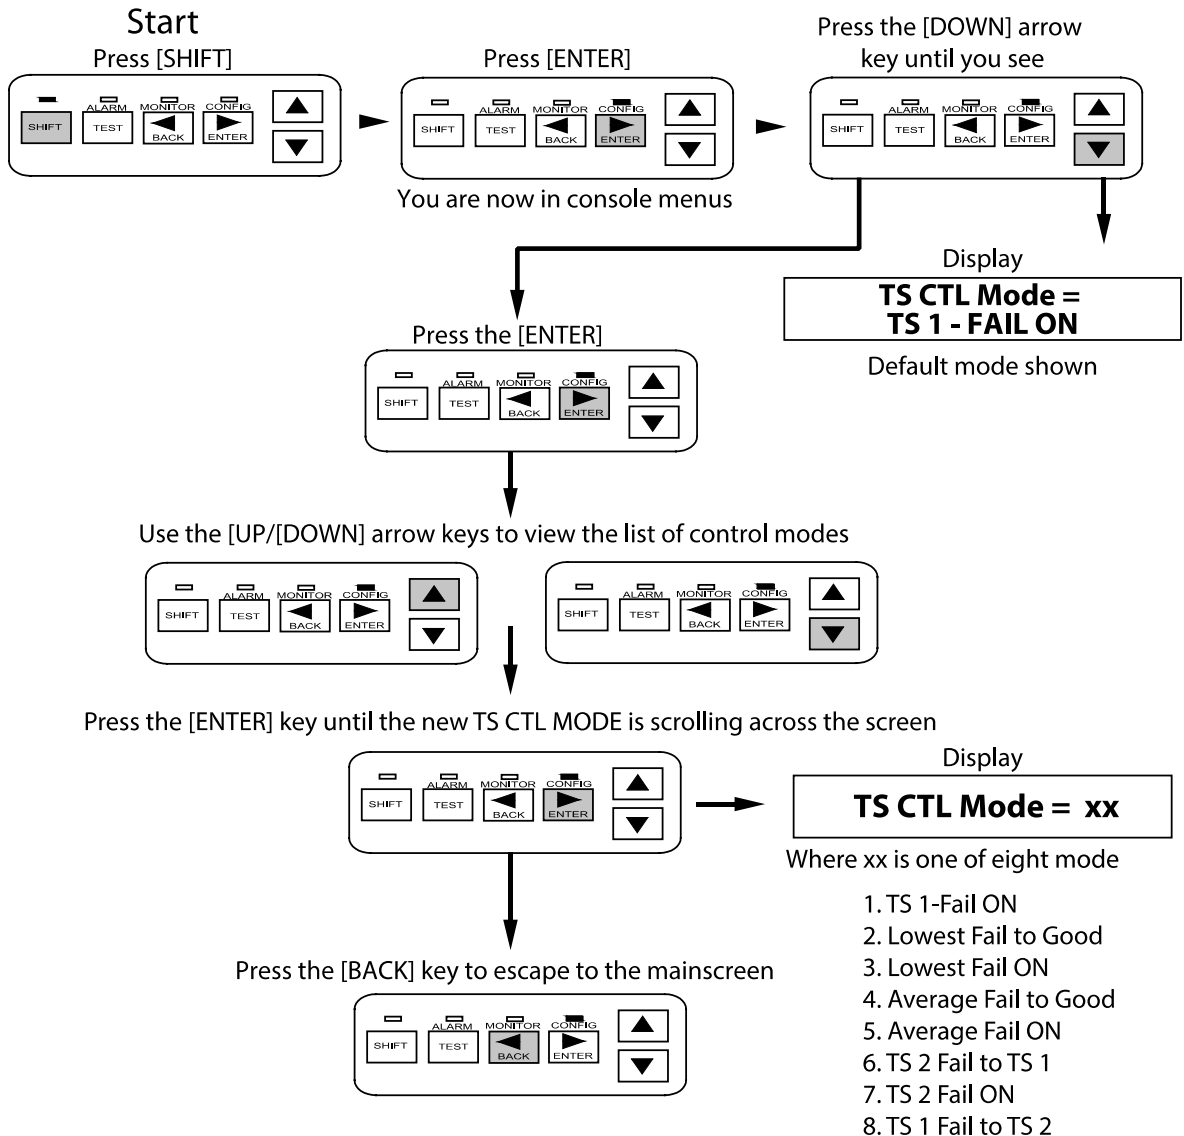 Start
Press [SHIFT]
ALARM MONITOR CONFIG
SHIFT TEST BACK ENTER
Press [ENTER]
ALARM MONITOR CONFIG
SHIFT TEST BACK ENTER
You are now in console menus
Press the [DOWN] arrow
key until you see
ALARM MONITOR CONFIG
SHIFT TEST BACK ENTER
Display
TS CTL Mode =
TS 1 - FAIL ON
Default mode shown
Press the [ENTER]
ALARM MONITOR CONFIG
SHIFT TEST BACK ENTER
Use the [UP/[DOWN] arrow keys to view the list of control modes
ALARM MONITOR CONFIG
SHIFT TEST BACK ENTER
ALARM MONITOR CONFIG
SHIFT TEST BACK ENTER
Press the [ENTER] key until the new TS CTL MODE is scrolling across the screen
ALARM MONITOR CONFIG
SHIFT TEST BACK ENTER
Display
TS CTL Mode = xx
Where xx is one of eight mode
1. TS 1-Fail ON
2. Lowest Fail to Good
3. Lowest Fail ON
4. Average Fail to Good
5. Average Fail ON
6. TS 2 Fail to TS 1
7. TS 2 Fail ON
8. TS 1 Fail to TS 2
Press the [BACK] key to escape to the mainscreen
ALARM MONITOR CONFIG
SHIFT TEST BACK ENTER